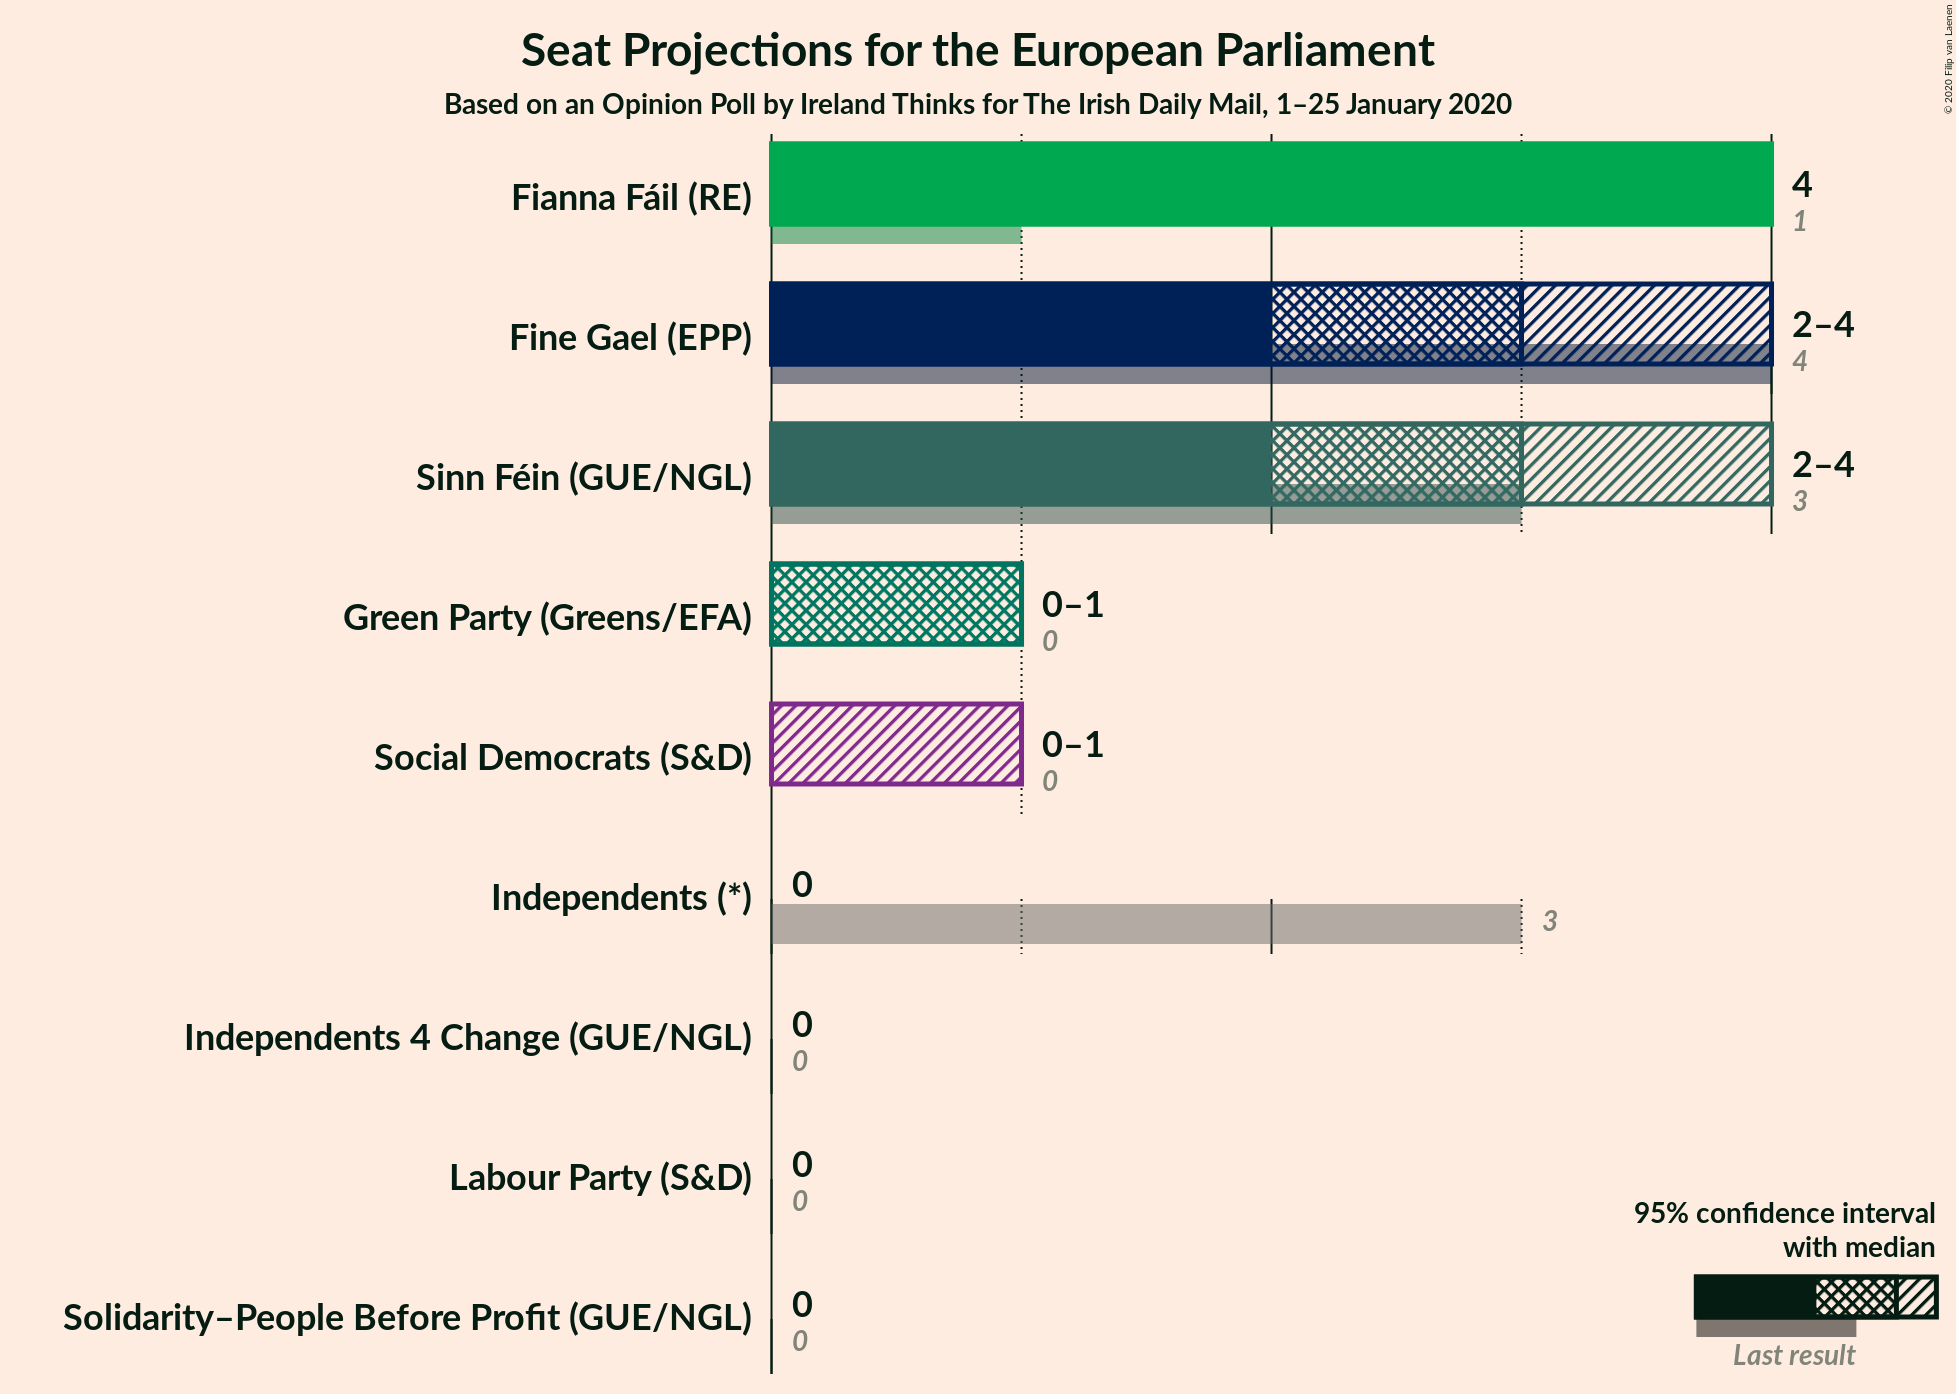 Seat Projections for the European Parliament
Based on an Opinion Poll by Ireland Thinks for The Irish Daily Mail, 1–25 January 2020
© 2020 Filip van Laenen
Fianna Fáil (RE)
4
1
Fine Gael (EPP)
2–4
4
Sinn Féin (GUE/NGL)
2–4
3
Green Party (Greens/EFA)
0–1
0
Social Democrats (S&D)
0–1
0
Independents (*)
0
3
Independents 4 Change (GUE/NGL)
0
0
Labour Party (S&D)
0
0
Solidarity–People Before Profit (GUE/NGL)
0
0
95% confidence interval
with median
Last result